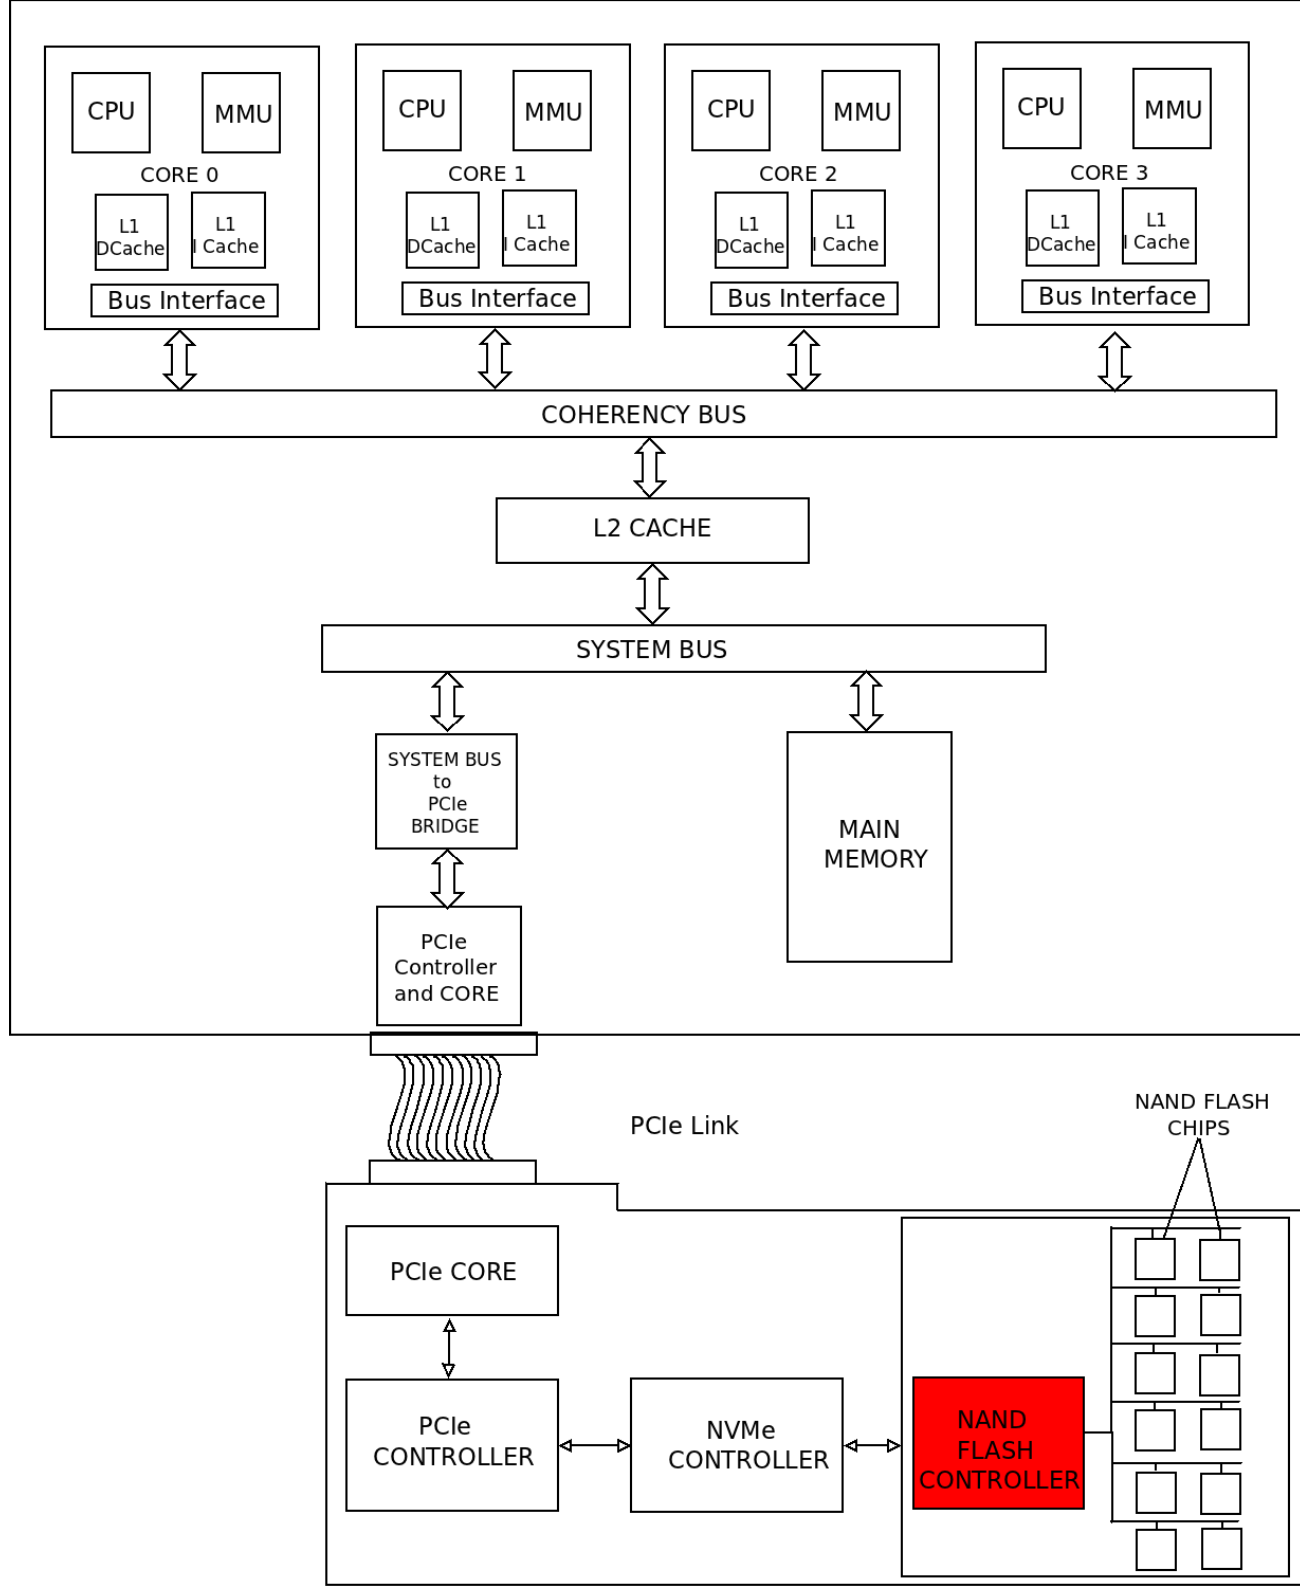 CPU
MMU
CORE 0
L1
DCache
L1
I Cache
Bus Interface
CPU
MMU
CORE 1
L1
DCache
L1
I Cache
Bus Interface
CPU
MMU
CORE 2
L1
DCache
L1
I Cache
Bus Interface
CPU
MMU
CORE 3
L1
DCache
L1
I Cache
Bus Interface
COHERENCY BUS
L2 CACHE
SYSTEM BUS
SYSTEM BUS
to
PCIe
BRIDGE
MAIN
MEMORY
PCIe
Controller
and CORE
PCIe Link
NAND FLASH
CHIPS
PCIe CORE
PCIe
CONTROLLER
NVMe
CONTROLLER
NAND
FLASH
CONTROLLER